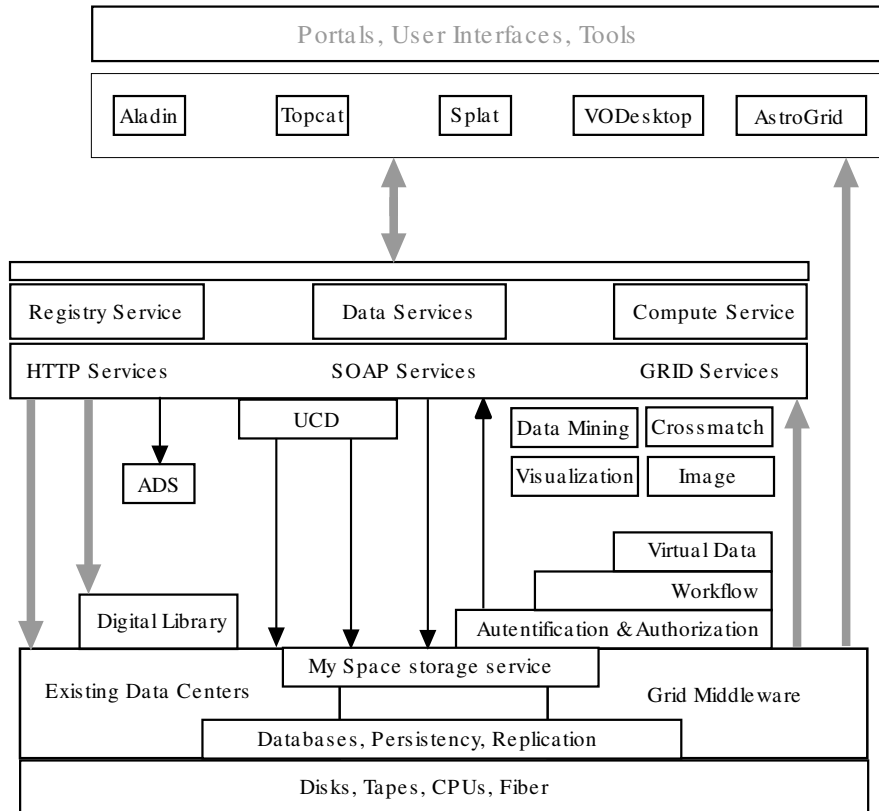 Portals, User Interfaces, Tools
Aladin
Topcat
Splat
VODesktop
AstroGrid
Registry Service
Data Services
Compute Service
HTTP Services
SOAP Services
GRID Services
UCD
Data Mining
Crossmatch
ADS
Visualization
Image
Virtual Data
Workflow
Digital Library
Autentification & Authorization
My Space storage service
Existing Data Centers
Grid Middleware
Databases, Persistency, Replication
Disks, Tapes, CPUs, Fiber